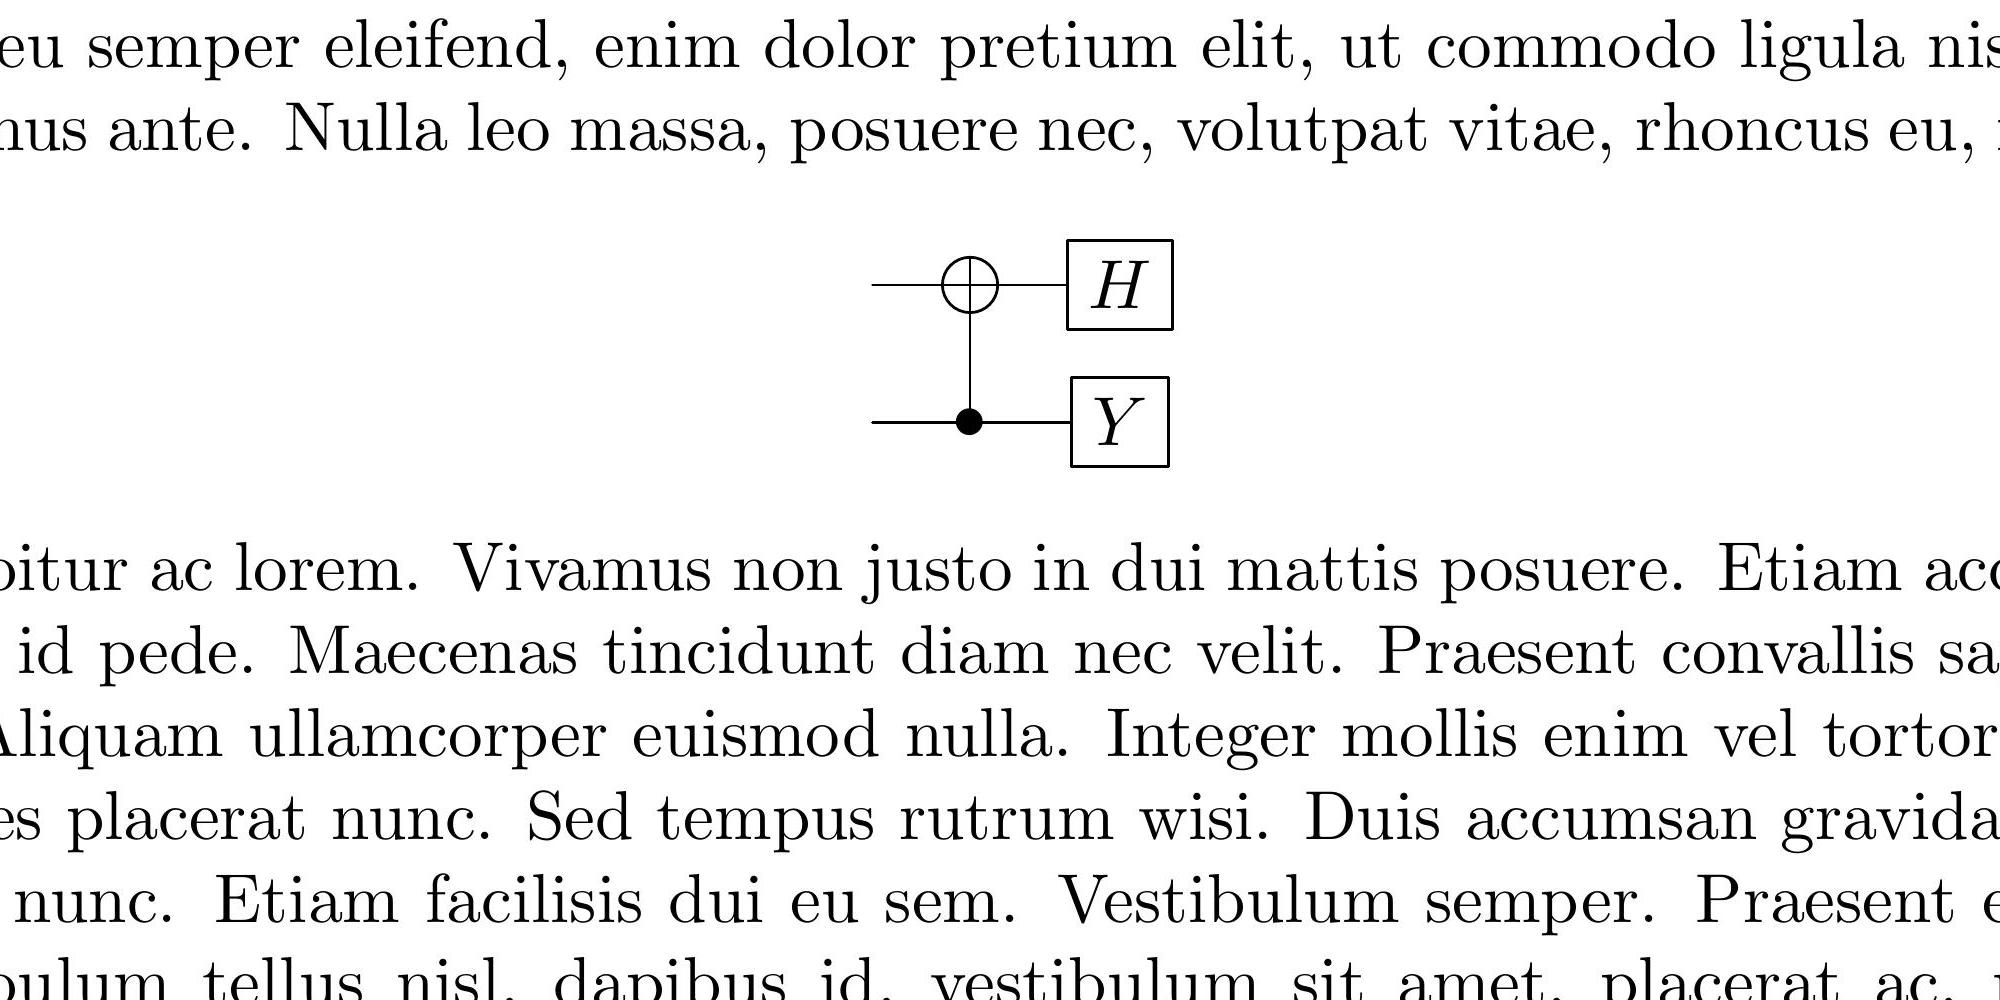 eu semper eleifend, enim dolor pretium elit, ut commodo ligula nis
nus ante. Nulla leo massa, posuere nec, volutpat vitae, rhoncus eu,
H
Y
bitur ac lorem. Vivamus non justo in dui mattis posuere. Etiam acc
id pede. Maecenas tincidunt diam nec velit. Praesent convallis sa
Aliquam ullamcorper euismod nulla. Integer mollis enim vel tortor
es placerat nunc. Sed tempus rutrum wisi. Duis accumsan gravida
nunc. Etiam facilisis dui eu sem. Vestibulum semper. Praesent e
bulum tellus nisl, dapibus id, vestibulum sit amet, placerat ac,